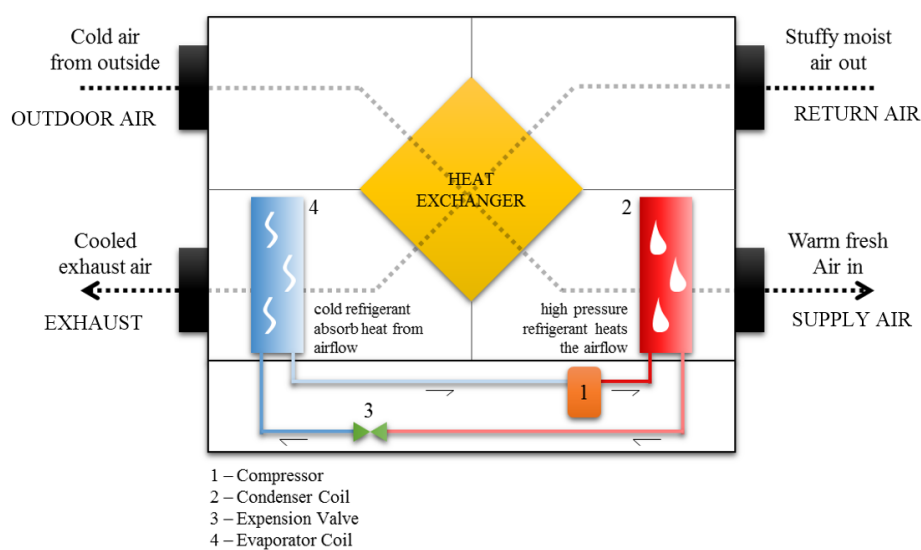 Cold air
from outside
OUTDOOR AIR
Stuffy moist
air out
RETURN AIR
HEAT
EXCHANGER
4
2
Cooled
exhaust air
EXHAUST
Warm fresh
Air in
SUPPLY AIR
cold refrigerant
absorb heat from
airflow
high pressure
refrigerant heats
the airflow
1
3
1 – Compressor
2 – Condenser Coil
3 – Expension Valve
4 – Evaporator Coil